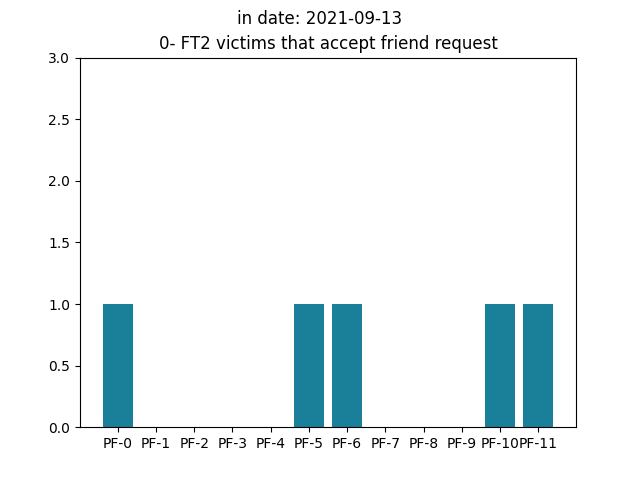 in date: 2021-09-13
0- FT2 victims that accept friend request
3.0
2.5
2.0
1.5
1.0
0.5
0.0
PF-0 PF-1 PF-2 PF-3 PF-4 PF-5 PF-6 PF-7 PF-8 PF-9 PF-10 PF-11